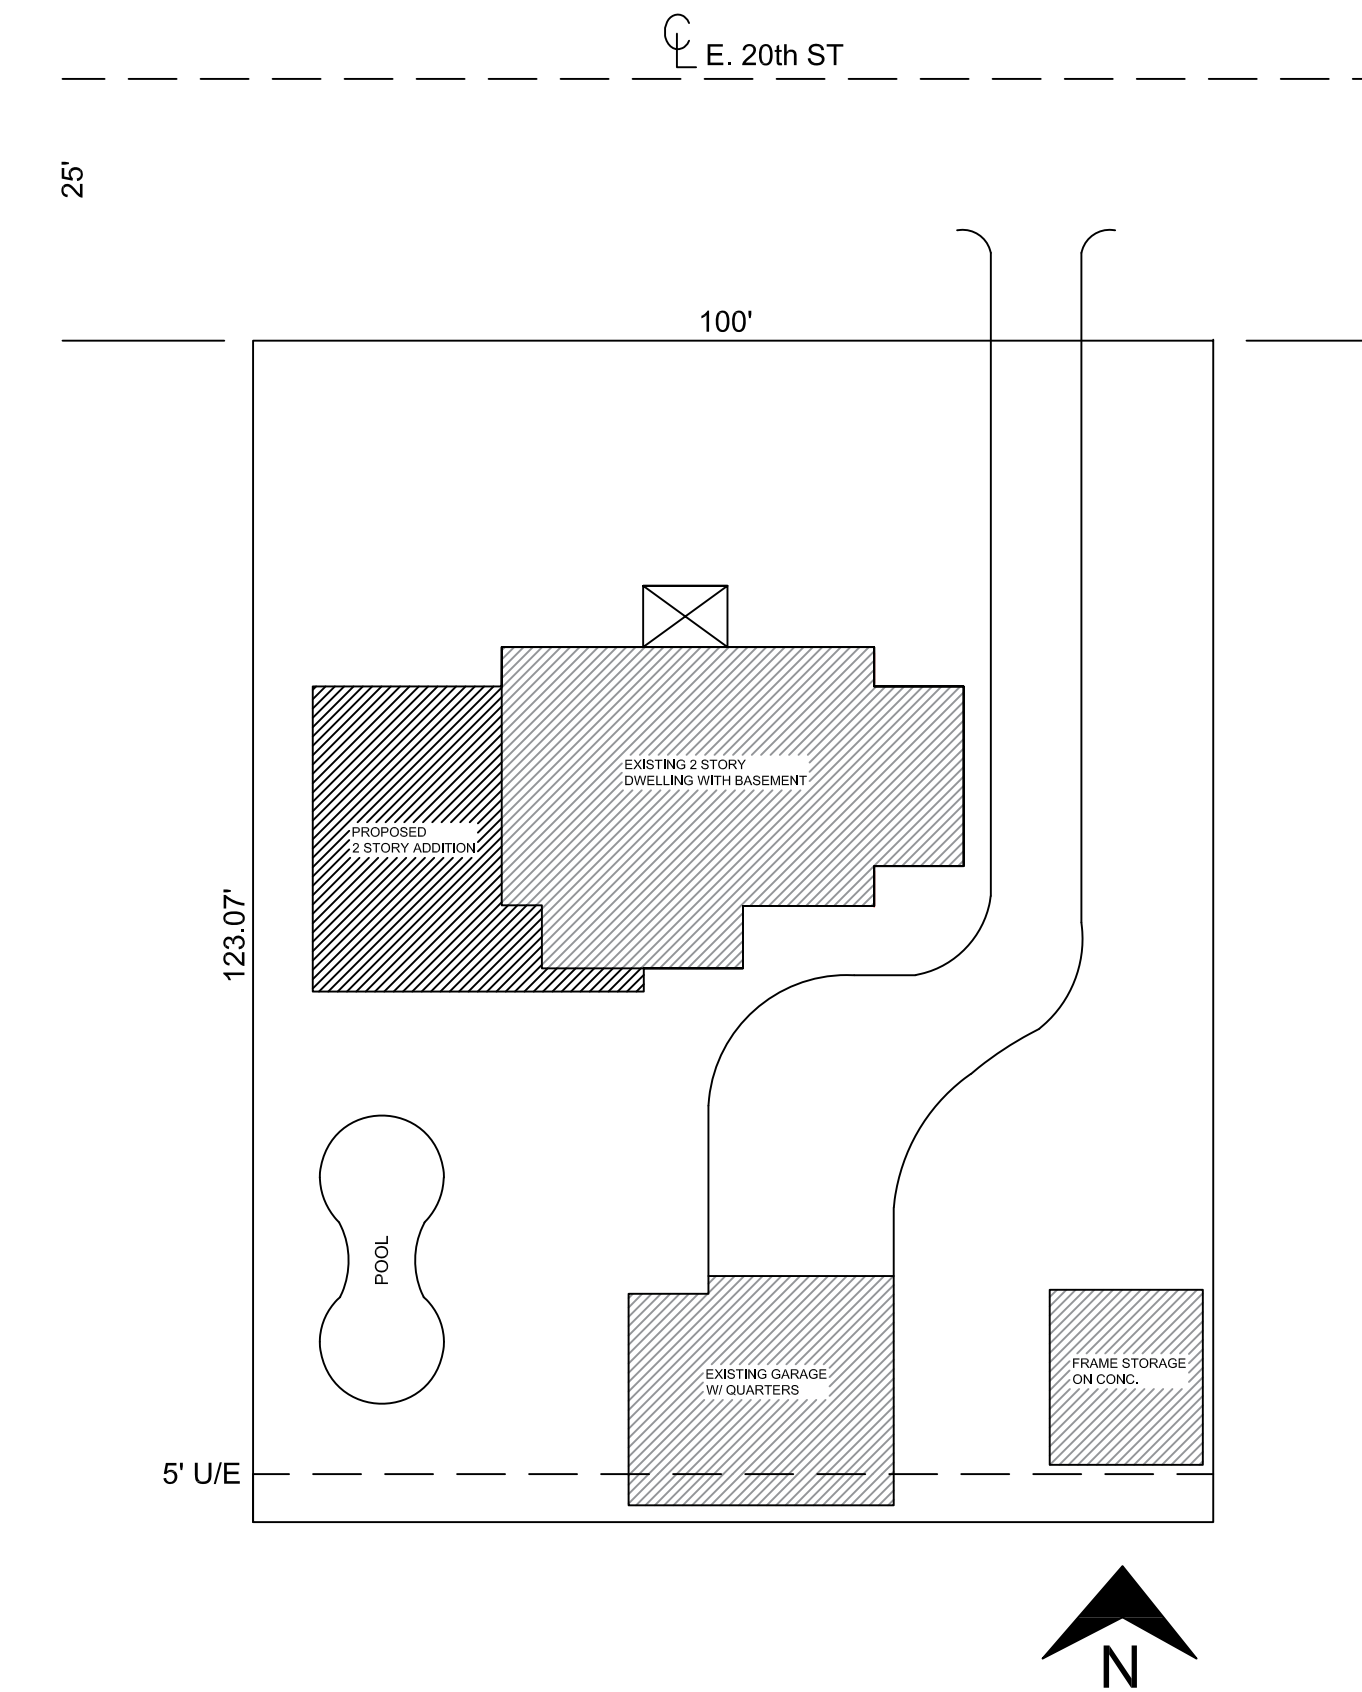 ℄ E. 20th ST
25'
100'
EXISTING 2 STORY
DWELLING WITH BASEMENT
PROPOSED
2 STORY ADDITION
123.07'
POOL
EXISTING GARAGE
W/ QUARTERS
FRAME STORAGE
ON CONC.
5' U/E
N